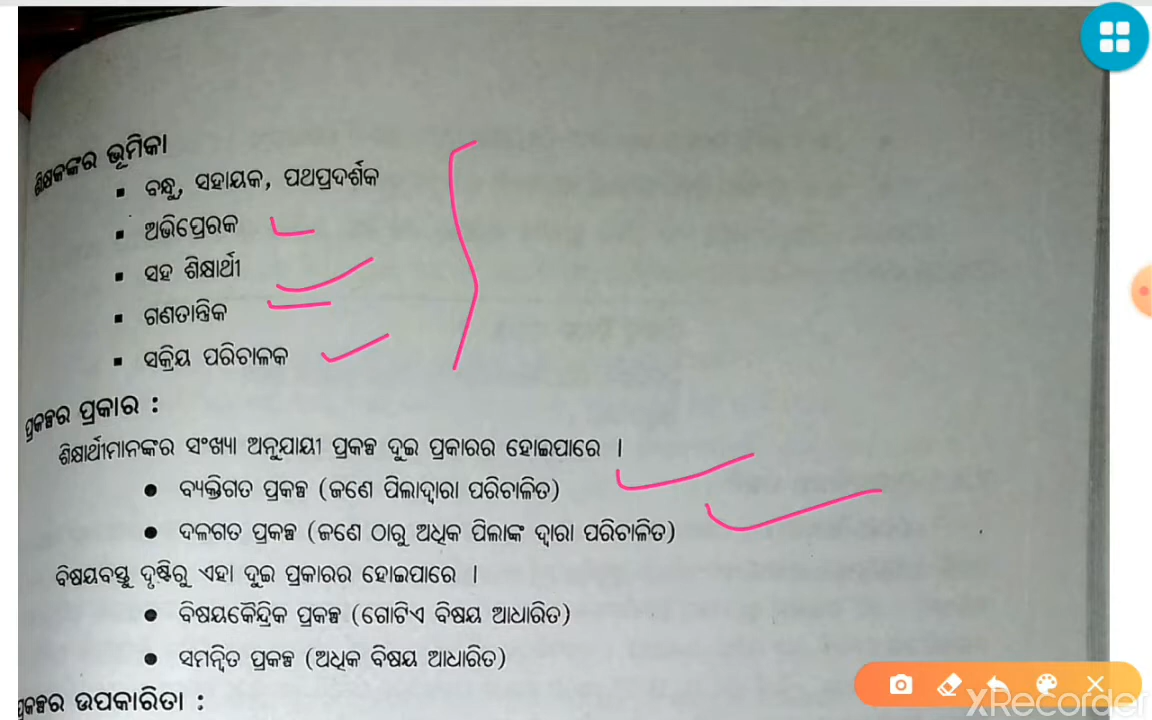 ଶିକ୍ଷକଙ୍କର ଭୂମିକା
▪ ବନ୍ଧୁ, ସହାୟକ, ପଥପ୍ରଦର୍ଶକ
▪ ଅଭିପ୍ରେରକ
▪ ସହ ଶିକ୍ଷାର୍ଥୀ
▪ ଗଣତାନ୍ତ୍ରିକ
▪ ସକ୍ରିୟ ପରିଚାଳକ
ପ୍ରକଳ୍ପର ପ୍ରକାର :
ଶିକ୍ଷାର୍ଥୀମାନଙ୍କର ସଂଖ୍ୟା ଅନୁଯାୟୀ ପ୍ରକଳ୍ପ ଦୁଇ ପ୍ରକାରର ହୋଇପାରେ ।
● ବ୍ୟକ୍ତିଗତ ପ୍ରକଳ୍ପ (ଜଣେ ପିଲାଦ୍ୱାରା ପରିଚାଳିତ)
● ଦଳଗତ ପ୍ରକଳ୍ପ (ଜଣେ ଠାରୁ ଅଧିକ ପିଲାଙ୍କ ଦ୍ୱାରା ପରିଚାଳିତ)
ବିଷୟବସ୍ତୁ ଦୃଷ୍ଟିରୁ ଏହା ଦୁଇ ପ୍ରକାରର ହୋଇପାରେ ।
● ବିଷୟକୈନ୍ଦ୍ରିକ ପ୍ରକଳ୍ପ (ଗୋଟିଏ ବିଷୟ ଆଧାରିତ)
● ସମନ୍ୱିତ ପ୍ରକଳ୍ପ (ଅଧିକ ବିଷୟ ଆଧାରିତ)
ପ୍ରକଳ୍ପର ଉପକାରିତା :
XRecorder